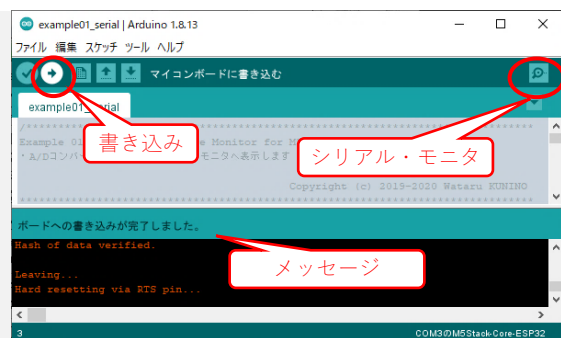 example01_serial | Arduino 1.8.13
ファイル 編集 スケッチ ツール ヘルプ
マイコンボードに書き込む
example01_serial
書き込み
シリアル・モニタ
Example 01
Monitor for M
・A/Dコンバ
モニタへ表示します
Copyright (c) 2019-2020 Wataru KUNINO
ボードへの書き込みが完了しました。
Hash of data verified.
メッセージ
Leaving...
Hard resetting via RTS pin...
3
COM3のM5Stack-Core-ESP32